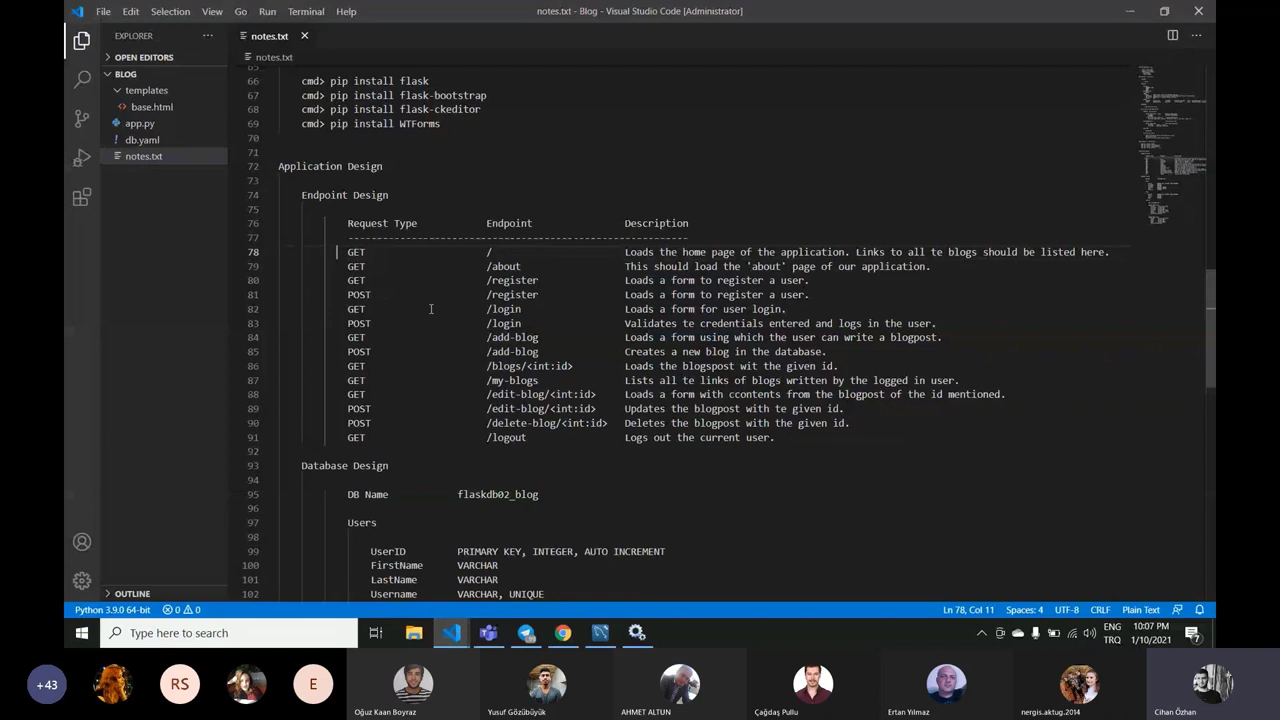 File Edit Selection View Go Run Terminal Help
notes.txt - Blog - Visual Studio Code [Administrator]
EXPLORER
notes.txt
OPEN EDITORS
notes.txt
BLOG
templates
base.html
app.py
db.yaml
notes.txt
65
66 cmd> pip install flask
67 cmd> pip install flask-bootstrap
68 cmd> pip install flask-ckeditor
69 cmd> pip install WTForms
70
71
72 Application Design
73
74 Endpoint Design
75
76 Request Type Endpoint Description
77 -----------------------------------------------------------
78 GET / Loads the home page of the application. Links to all te blogs should be listed here.
79 GET /about This should load the 'about' page of our application.
80 GET /register Loads a form to register a user.
81 POST /register Loads a form to register a user.
82 GET /login Loads a form for user login.
83 POST /login Validates te credentials entered and logs in the user.
84 GET /add-blog Loads a form using which the user can write a blogpost.
85 POST /add-blog Creates a new blog in the database.
86 GET /blogs/<int:id> Loads the blogspost wit the given id.
87 GET /my-blogs Lists all te links of blogs written by the logged in user.
88 GET /edit-blog/<int:id> Loads a form with ccontents from the blogpost of the id mentioned.
89 POST /edit-blog/<int:id> Updates the blogpost with te given id.
90 POST /delete-blog/<int:id> Deletes the blogpost with the given id.
91 GET /logout Logs out the current user.
92
93 Database Design
94
95 DB Name flaskdb02_blog
96
97 Users
98
99 UserID PRIMARY KEY, INTEGER, AUTO INCREMENT
100 FirstName VARCHAR
101 LastName VARCHAR
102 Username VARCHAR, UNIQUE
OUTLINE
Python 3.9.0 64-bit 0 0
Ln 78, Col 11 Spaces: 4 UTF-8 CRLF Plain Text
Type here to search
ENG
TRQ
10:07 PM
1/10/2021
7
+43
RS
E
Oğuz Kaan Boyraz
Yusuf Gözübüyük
AHMET ALTUN
Çağdaş Pullu
Ertan Yılmaz
nergis.aktug.2014
Cihan Özhan